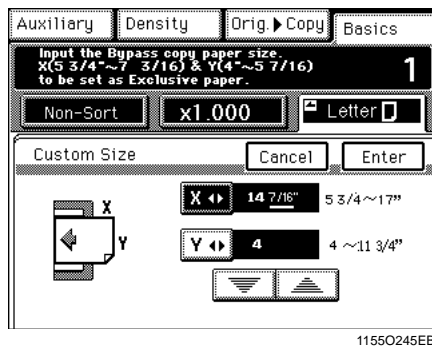 Auxiliary Density Orig.▶Copy Basics
Input the Bypass copy paper size.
X(5 3/4"~7 3/16) & Y(4"~5 7/16)
to be set as Exclusive paper.
1
Non-Sort x1.000 Letter
Custom Size Cancel Enter
X X 14 7/16" 5 3/4~17"
Y Y 4 4 ~11 3/4"
1155O245EB